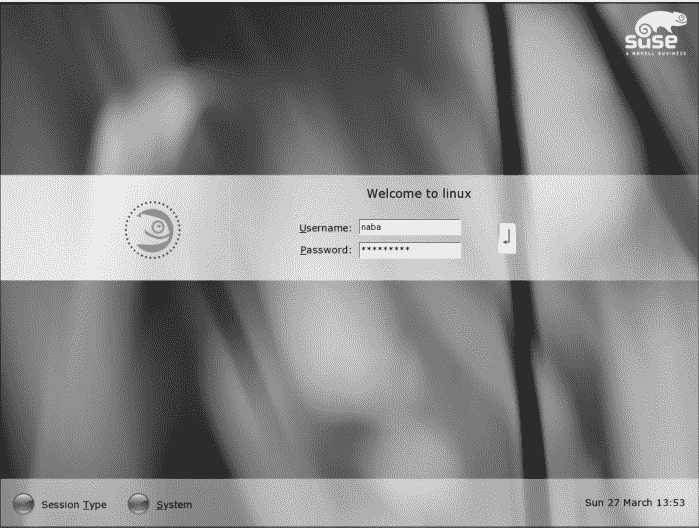 suse
A NOVELL BUSINESS
Welcome to linux
Username: naba
Password: *********
Session Type
System
Sun 27 March 13:53